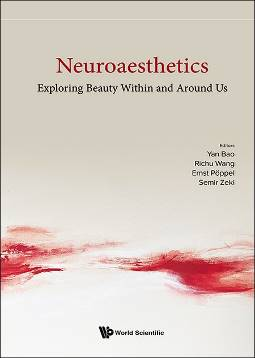 Neuroaesthetics
Exploring Beauty Within and Around Us
Editors
Yan Bao
Richu Wang
Ernst Pöppel
Semir Zeki
World Scientific